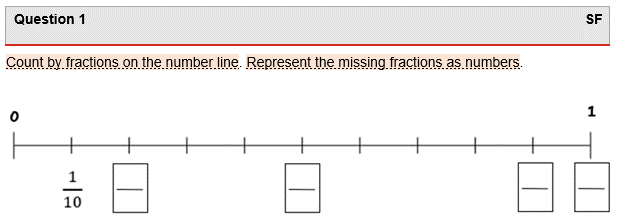 Question 1 SF
Count by fractions on the number line. Represent the missing fractions as numbers.
0 1
1
10